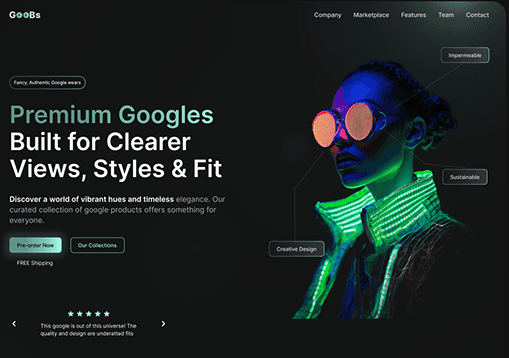 GooBs
Company Marketplace Features Team Contact
Impermeable
Fancy, Authentic Google wears
Premium Googles
Built for Clearer
Views, Styles & Fit
Sustainable
Discover a world of vibrant hues and timeless elegance. Our
curated collection of google products offers something for
everyone.
Pre-order Now Our Collections
Creative Design
FREE Shipping
This google is out of this universe! The
quality and design are underatted fits